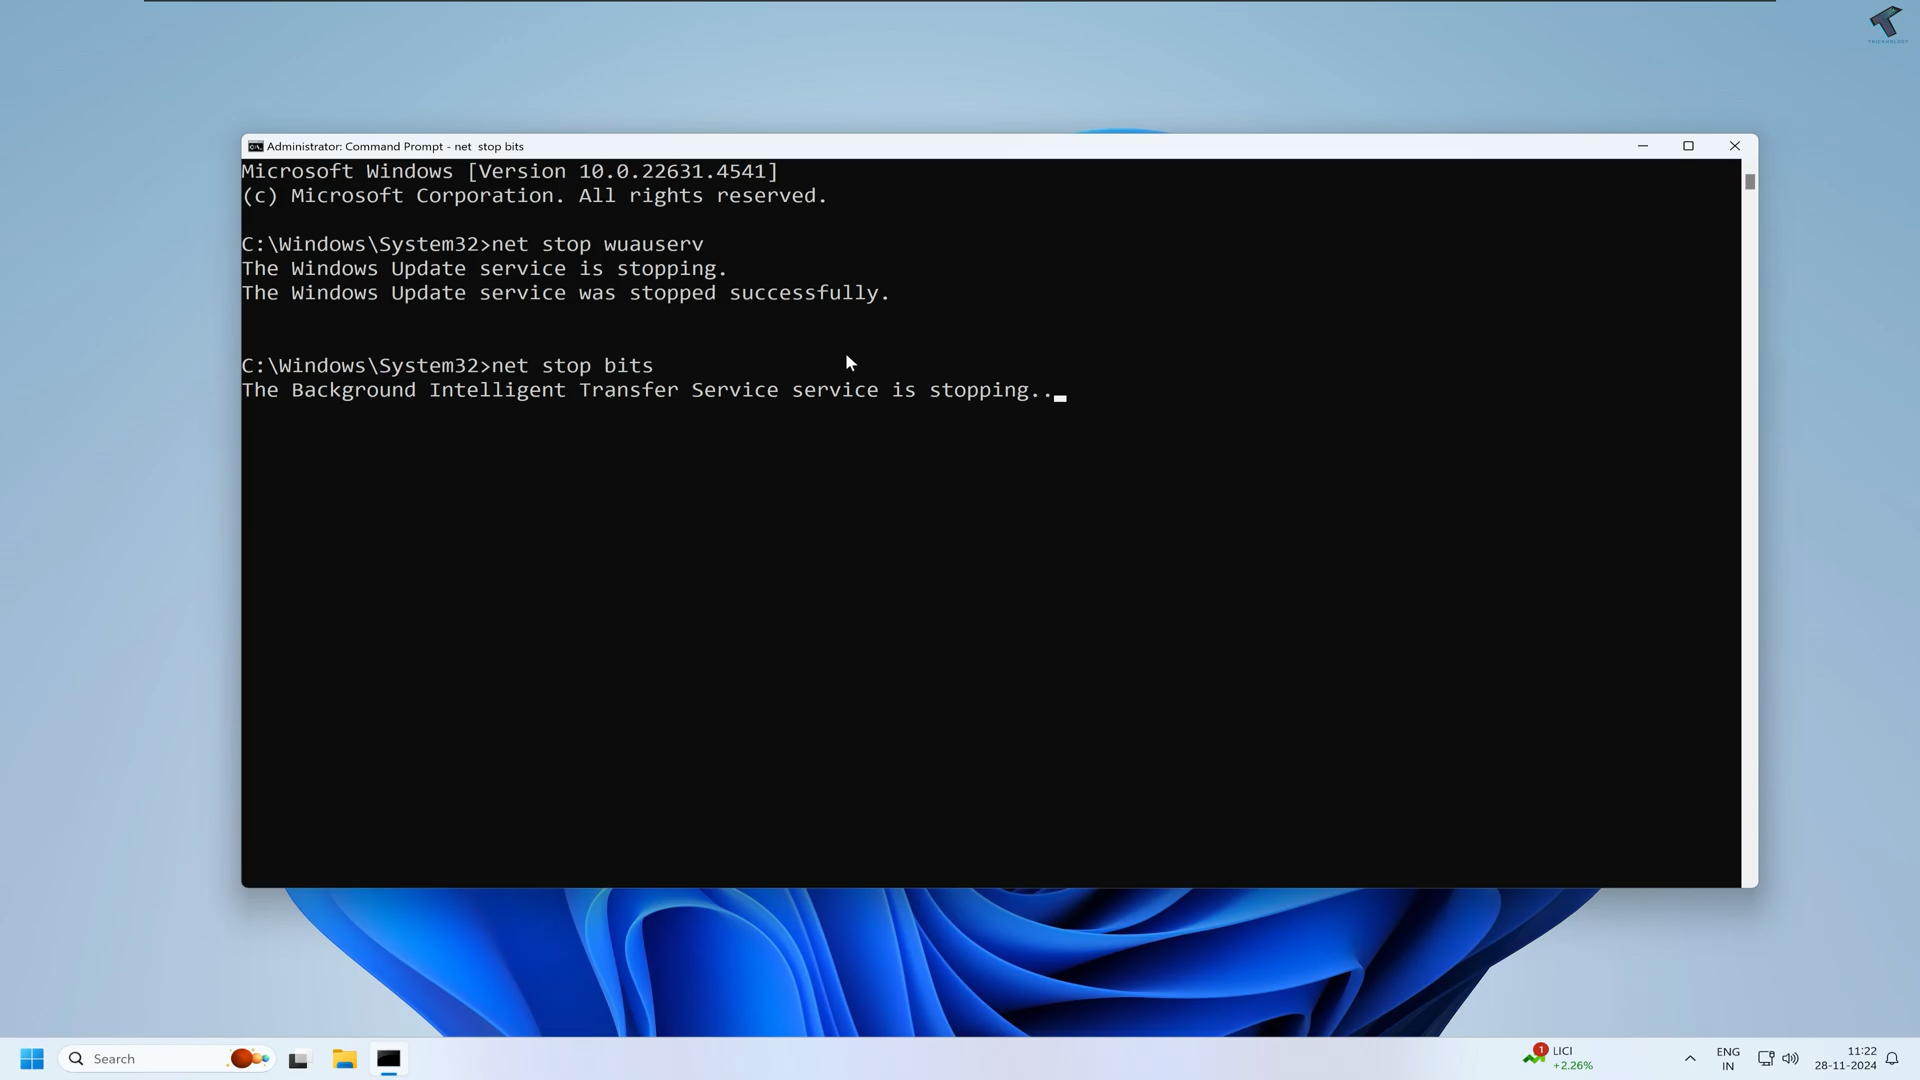 TRICKNOLOGY
Administrator: Command Prompt - net  stop bits
Microsoft Windows [Version 10.0.22631.4541]
(c) Microsoft Corporation. All rights reserved.
C:\Windows\System32>net stop wuauserv
The Windows Update service is stopping.
The Windows Update service was stopped successfully.
C:\Windows\System32>net stop bits
The Background Intelligent Transfer Service service is stopping..
Search
1
LICI
+2.26%
ENG
IN
11:22
28-11-2024